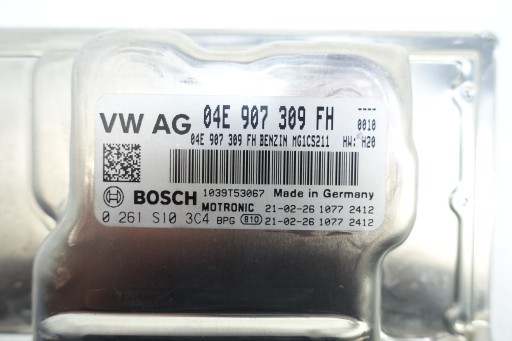 VW AG 04E 907 309 FH ----
0010
04E 907 309 FH BENZIN MG1CS211 HW: H20
BOSCH 1039T53067 Made in Germany
MOTRONIC 21-02-26 1077 2412
0 261 S10 3C4 BPG 810 21-02-26 1077 2412